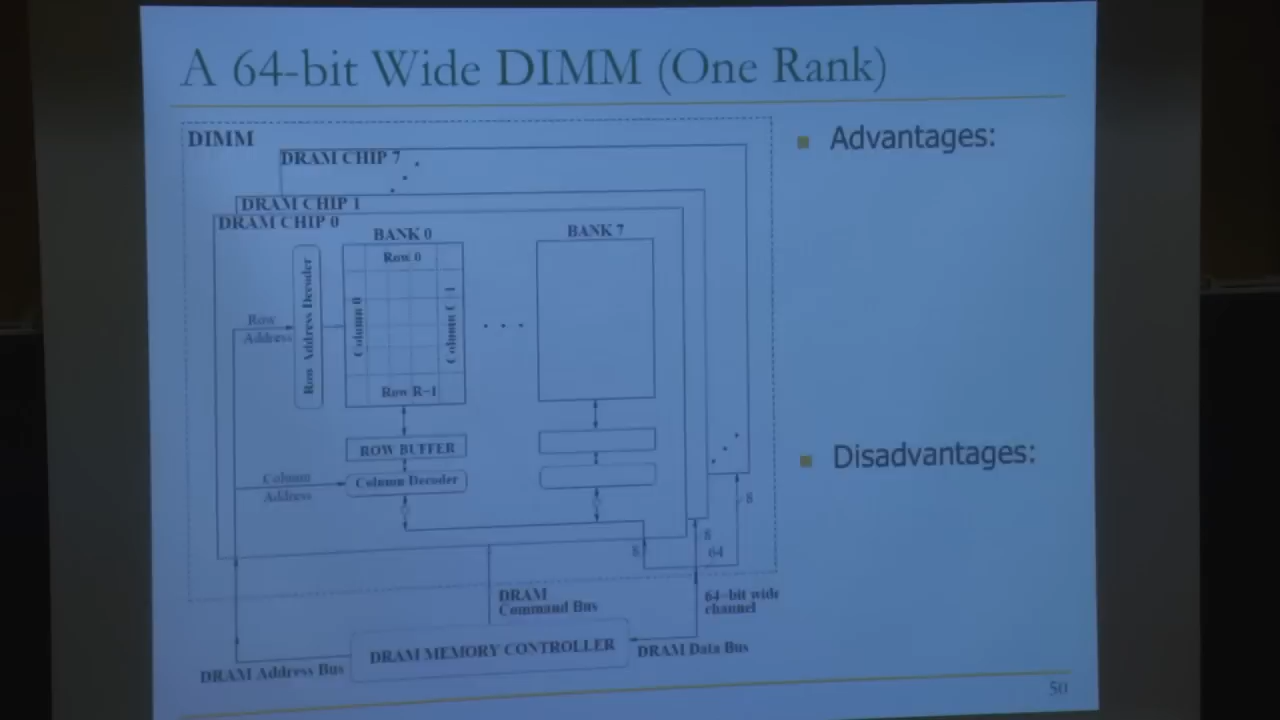 A 64-bit Wide DIMM (One Rank)
DIMM
DRAM CHIP 7
DRAM CHIP 1
DRAM CHIP 0
BANK 0
BANK 7
Row 0
Row Address Decoder
Column 0
Column C-1
Row
Address
Row R-1
ROW BUFFER
Column
Address
Column Decoder
8
8
8
64
DRAM
Command Bus
64-bit wide
channel
DRAM MEMORY CONTROLLER
DRAM Data Bus
DRAM Address Bus
Advantages:
Disadvantages:
50